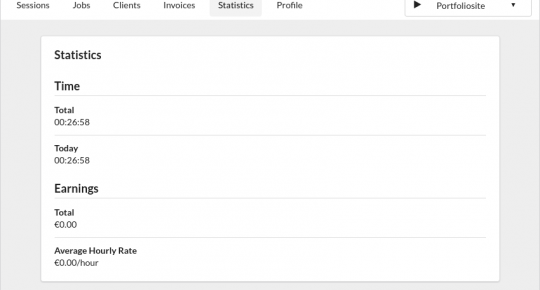 Sessions Jobs Clients Invoices Statistics Profile Portfoliosite
Statistics
Time
Total
00:26:58
Today
00:26:58
Earnings
Total
€0.00
Average Hourly Rate
€0.00/hour